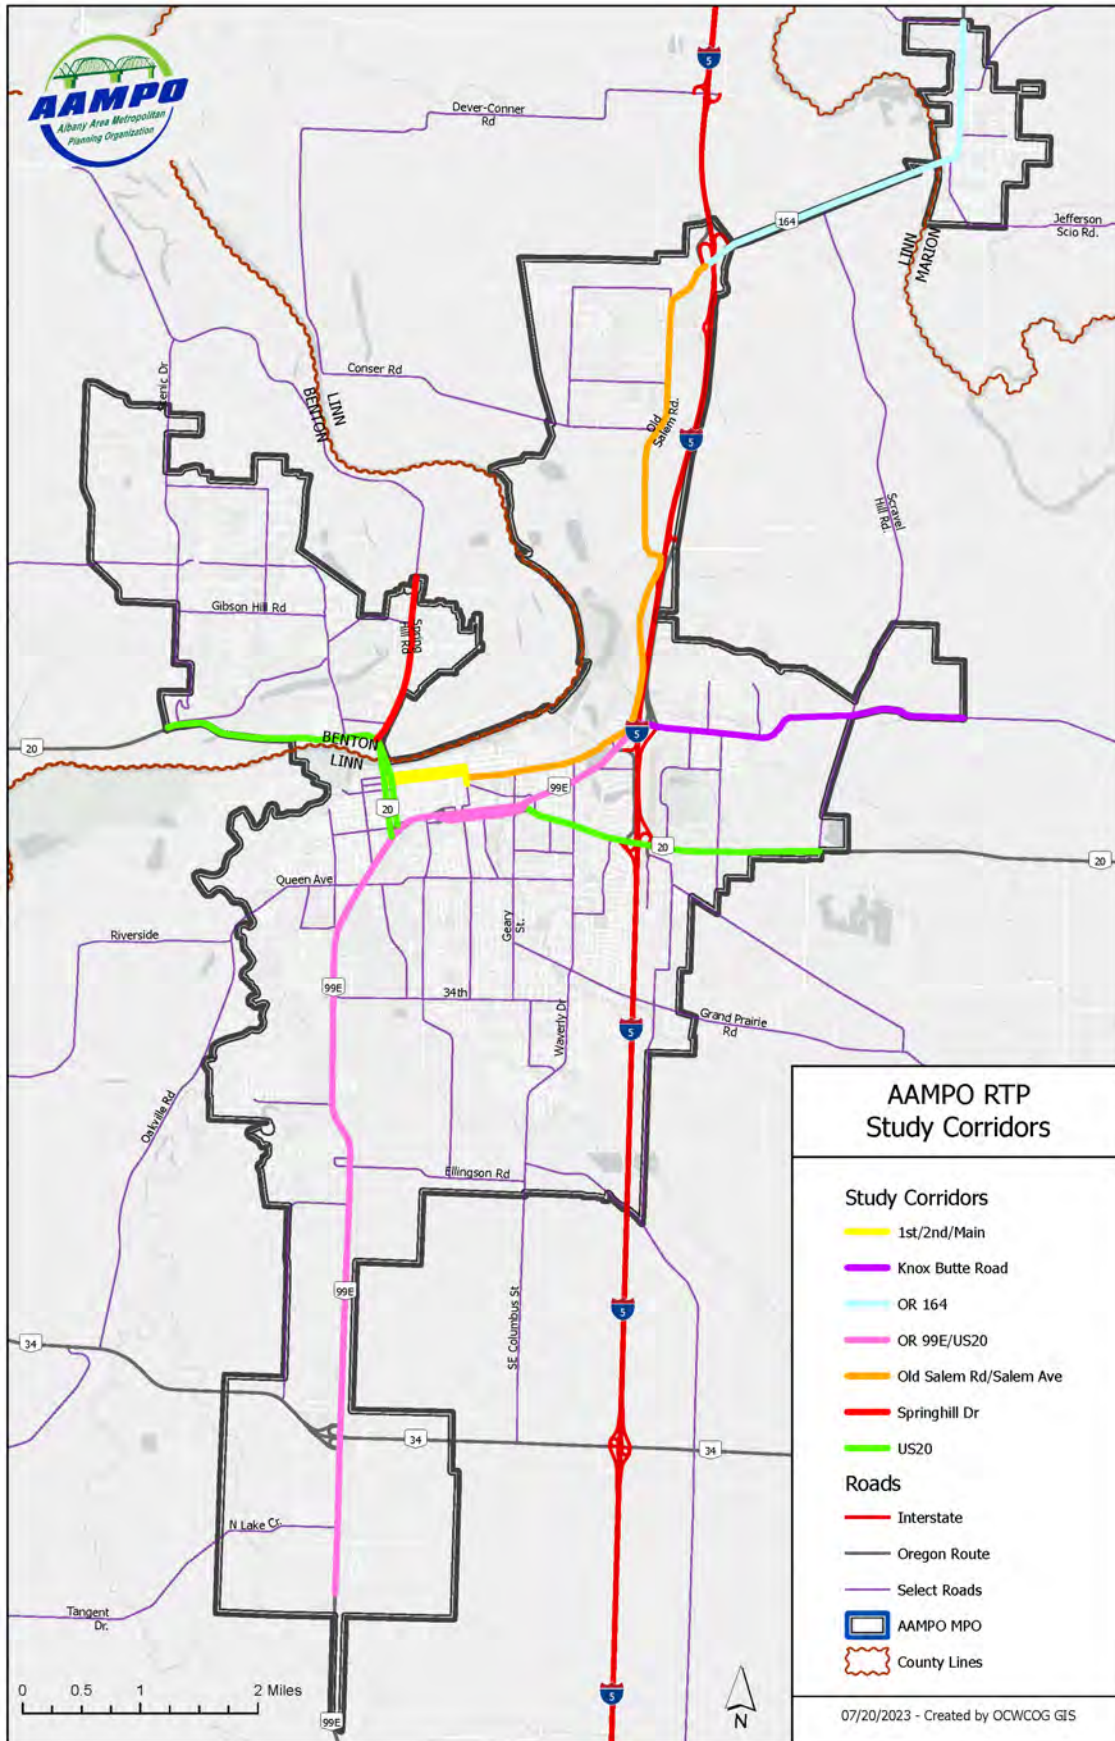 AAMPO
Albany Area Metropolitan
Planning Organization
5
Dever-Conner
Rd
164
Jefferson
Scio Rd.
LINN
MARION
Scenic Dr
Conser Rd
LINN
BENTON
Old
Salem Rd.
5
Scravel
Hill Rd.
Gibson Hill Rd
Spring
Hill Rd
20
BENTON
LINN
5
99E
20
20
20
Queen Ave
Geary
St.
Riverside
99E
34th
Waverly Dr
5
Grand Prairie
Rd
Oakville Rd
Ellingson Rd
99E
SE Columbus St
5
34
34
34
N Lake Cr.
Tangent
Dr.
5
99E
0 0.5 1 2 Miles
N
AAMPO RTP
Study Corridors
Study Corridors
1st/2nd/Main
Knox Butte Road
OR 164
OR 99E/US20
Old Salem Rd/Salem Ave
Springhill Dr
US20
Roads
Interstate
Oregon Route
Select Roads
AAMPO MPO
County Lines
07/20/2023 - Created by OCWCOG GIS